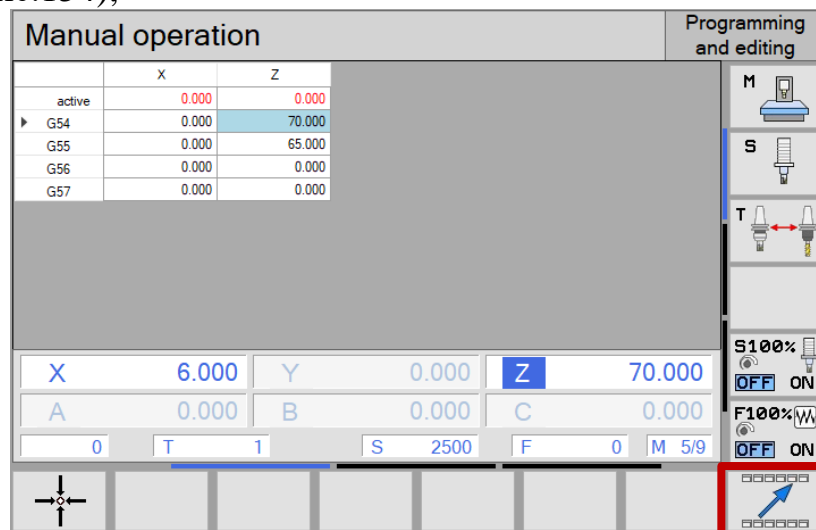 Manual operation
Programming
and editing
X Z
active 0.000 0.000
G54 0.000 70.000
G55 0.000 65.000
G56 0.000 0.000
G57 0.000 0.000
M
S
T
S100%
OFF ON
F100%
OFF ON
X 6.000 Y 0.000 Z 70.000
A 0.000 B 0.000 C 0.000
0 T 1 S 2500 F 0 M 5/9